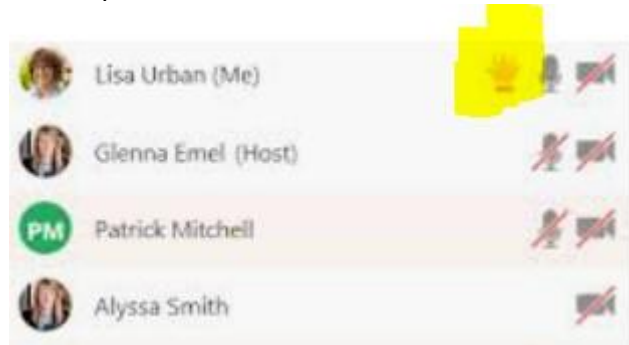 Lisa Urban (Me)
Glenna Emel (Host)
PM Patrick Mitchell
Alyssa Smith